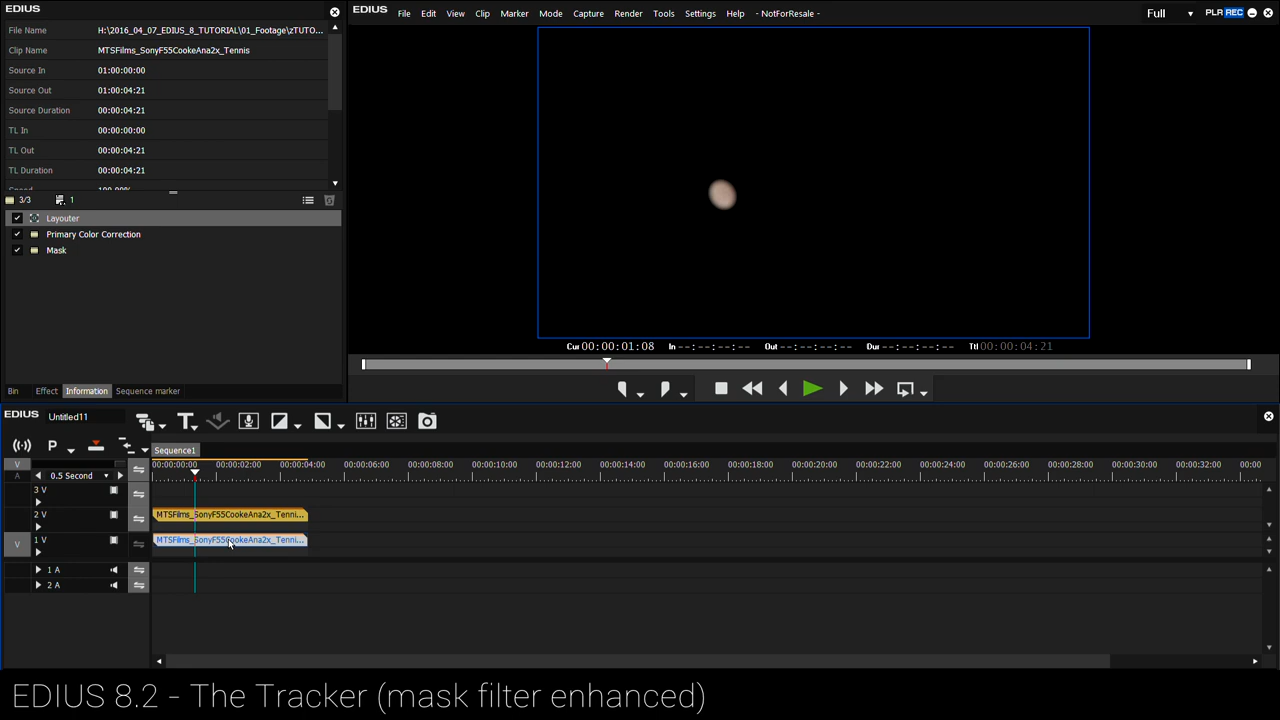 EDIUS
File Name H:\2016_04_07_EDIUS_8_TUTORIAL\01_Footage\zTUTO...
Clip Name MTSFilms_SonyF55CookeAna2x_Tennis
Source In 01:00:00:00
Source Out 01:00:04:21
Source Duration 00:00:04:21
TL In 00:00:00:00
TL Out 00:00:04:21
TL Duration 00:00:04:21
3/3 1
Layouter
Primary Color Correction
Mask
Bin Effect Information Sequence marker
EDIUS File Edit View Clip Marker Mode Capture Render Tools Settings Help - NotForResale - Full PLR REC
Cur 00:00:01:08 In --:--:--:-- Out --:--:--:-- Dur --:--:--:-- Ttl 00:00:04:21
EDIUS Untitled11
T
P
Sequence1
V
A
0.5 Second
00:00:00:00 00:00:02:00 00:00:04:00 00:00:06:00 00:00:08:00 00:00:10:00 00:00:12:00 00:00:14:00 00:00:16:00 00:00:18:00 00:00:20:00 00:00:22:00 00:00:24:00 00:00:26:00 00:00:28:00 00:00:30:00 00:00:32:00 00:00
3 V
2 V MTSFilms_SonyF55CookeAna2x_Tenni...
V 1 V MTSFilms_SonyF55CookeAna2x_Tenni...
1 A
2 A
EDIUS 8.2 - The Tracker (mask filter enhanced)